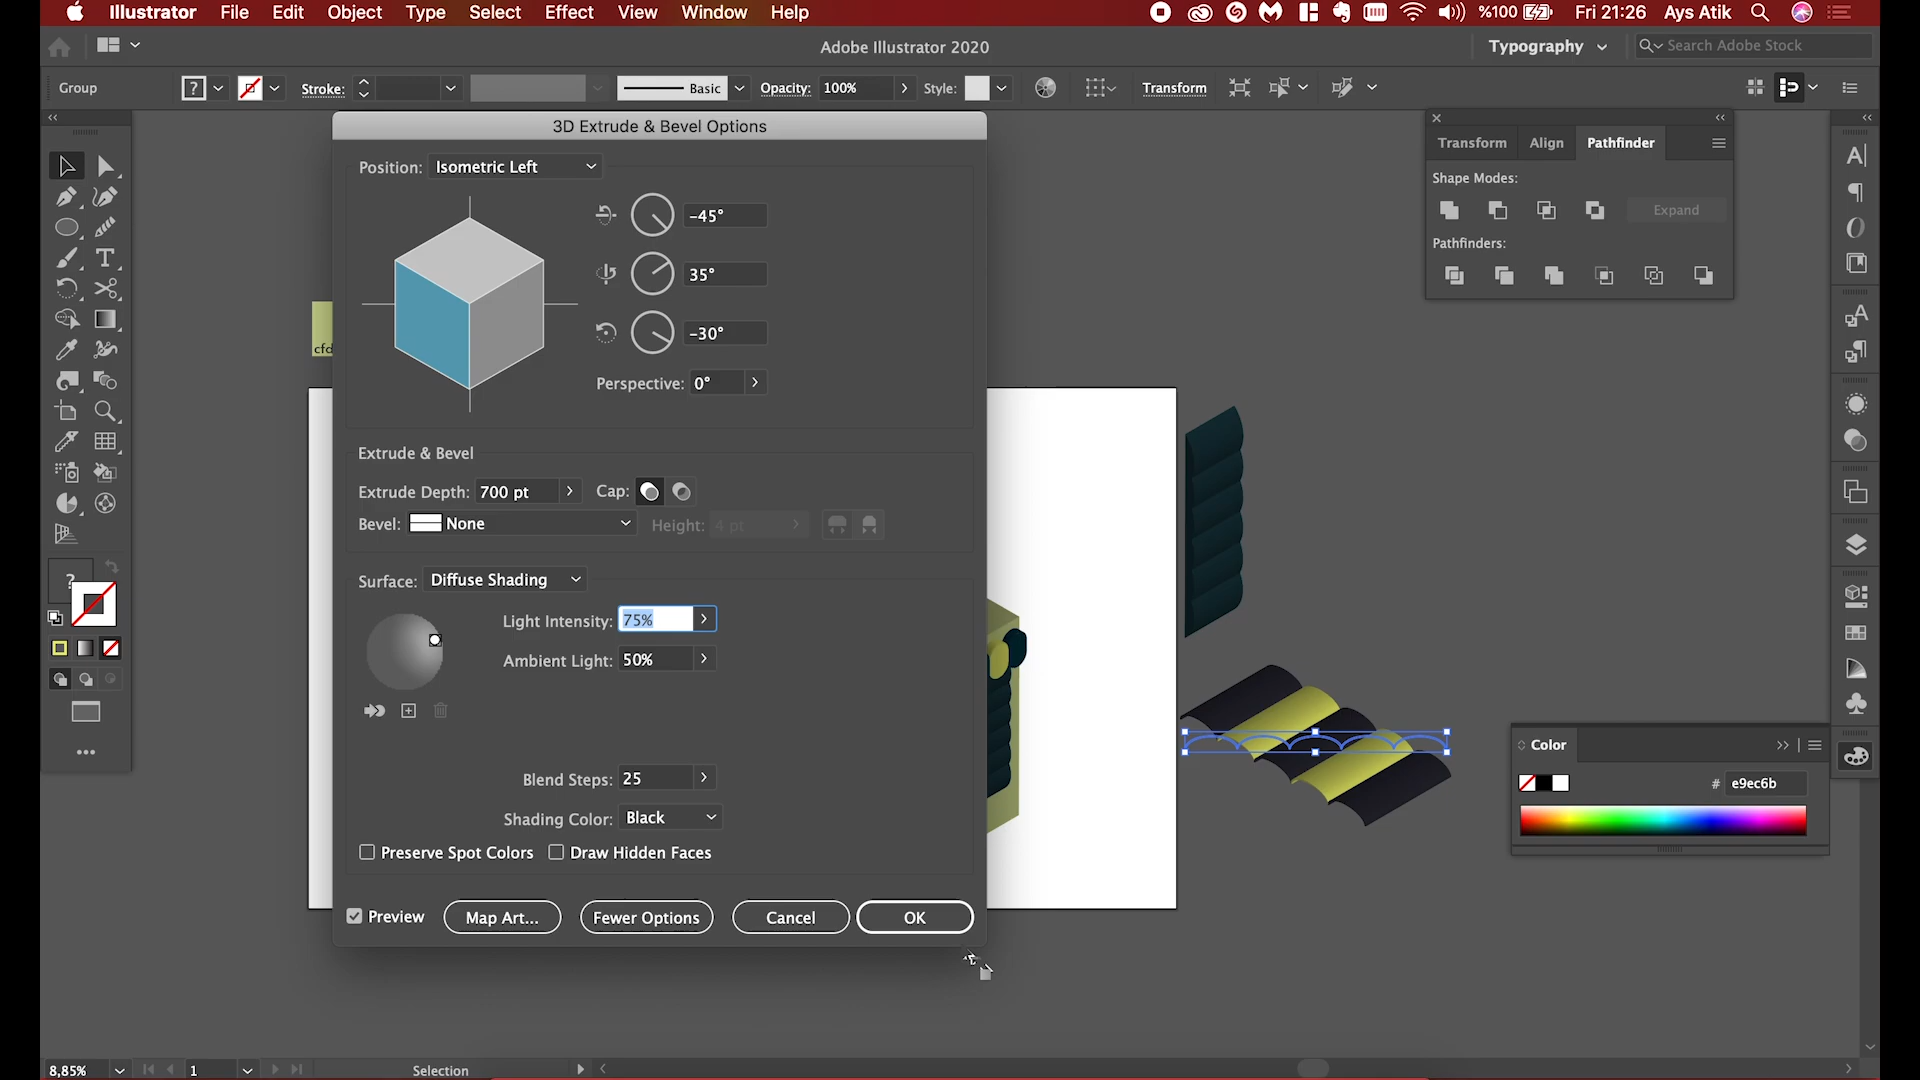 Illustrator File Edit Object Type Select Effect View Window Help %100 Fri 21:26 Ays Atik
Adobe Illustrator 2020 Typography Search Adobe Stock
Group ? Stroke: Basic Opacity: 100% Style: Transform
3D Extrude & Bevel Options
Transform Align Pathfinder
Position: Isometric Left
Shape Modes:
-45°
Expand
Pathfinders:
35°
cfd
-30°
Perspective: 0°
Extrude & Bevel
Extrude Depth: 700 pt Cap:
Bevel: None Height: 4 pt
Surface: Diffuse Shading
?
Light Intensity: 75%
Ambient Light: 50%
Color
Blend Steps: 25
# e9ec6b
Shading Color: Black
Preserve Spot Colors Draw Hidden Faces
Preview Map Art... Fewer Options Cancel OK
8,85% 1 Selection